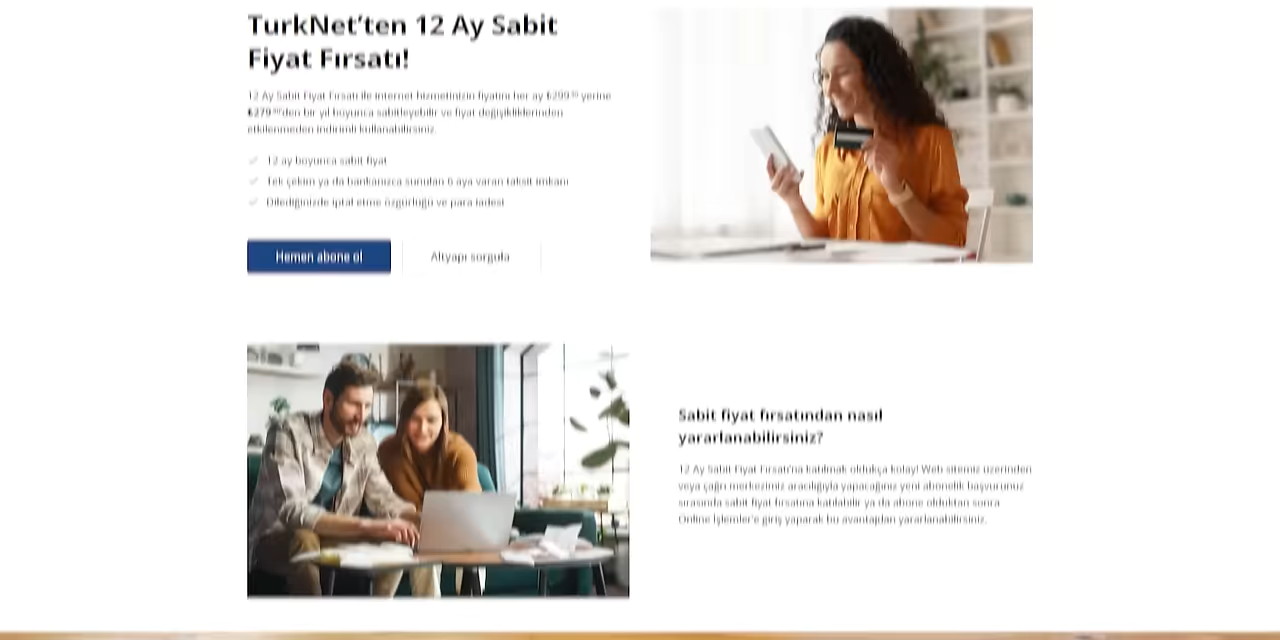 TurkNet'ten 12 Ay Sabit
Fiyat Fırsatı!
12 Ay Sabit Fiyat Fırsatı ile internet hizmetinizin fiyatını her ay ₺299,90 yerine
₺279,90'den bir yıl boyunca sabitleyebilir ve fiyat değişikliklerinden
etkilenmeden indirimli kullanabilirsiniz.
12 ay boyunca sabit fiyat
Tek çekim ya da bankanızca sunulan 6 aya varan taksit imkanı
Dilediğinizde iptal etme özgürlüğü ve para iadesi
Hemen abone ol
Altyapı sorgula
Sabit fiyat fırsatından nasıl
yararlanabilirsiniz?
12 Ay Sabit Fiyat Fırsatı'na katılmak oldukça kolay! Web sitemiz üzerinden
veya çağrı merkezimiz aracılığıyla yapacağınız yeni abonelik başvurunuz
sırasında sabit fiyat fırsatına katılabilir ya da abone olduktan sonra
Online İşlemler'e giriş yaparak bu avantajdan yararlanabilirsiniz.